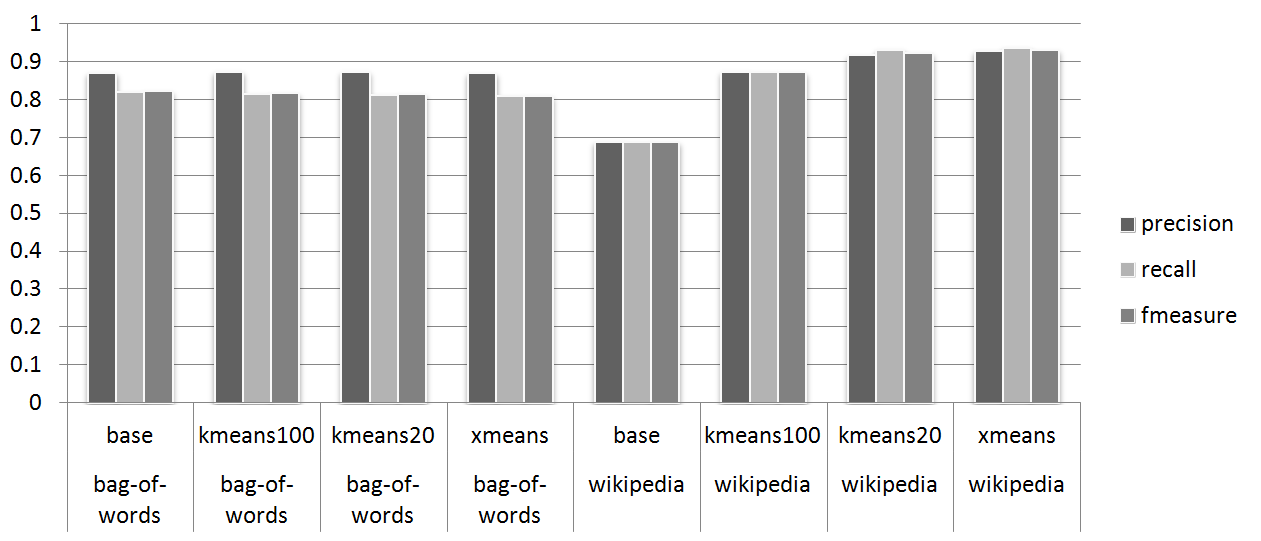 1
0.9
0.8
0.7
0.6
0.5
0.4
0.3
0.2
0.1
0
base kmeans100 kmeans20 xmeans base kmeans100 kmeans20 xmeans
bag-of- bag-of- bag-of- bag-of- wikipedia wikipedia wikipedia wikipedia
words words words words
precision
recall
fmeasure